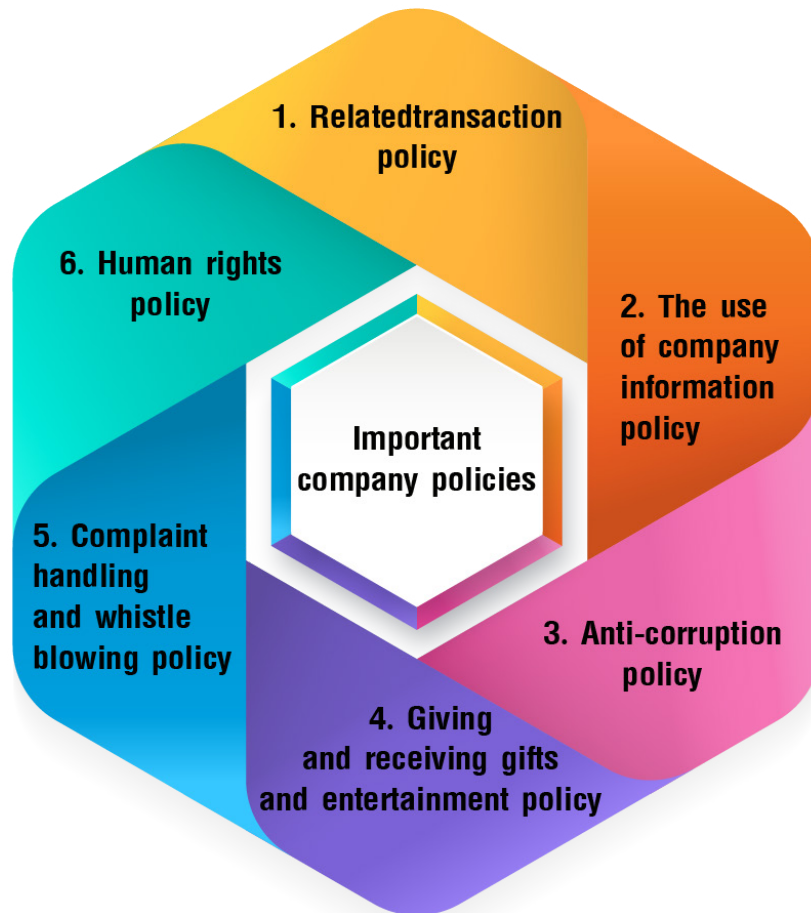 1. Relatedtransaction
policy
2. The use
of company
information
policy
3. Anti-corruption
policy
4. Giving
and receiving gifts
and entertainment policy
5. Complaint
handling
and whistle
blowing policy
6. Human rights
policy
Important
company policies